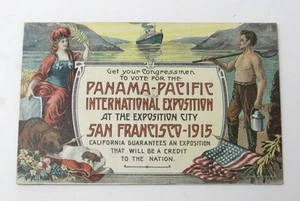 Get your Congressmen
TO VOTE FOR THE
PANAMA-PACIFIC
INTERNATIONAL EXPOSITION
AT THE EXPOSITION CITY
SAN FRANCISCO-1915
CALIFORNIA GUARANTEES AN EXPOSITION
THAT WILL BE A CREDIT
TO THE NATION.